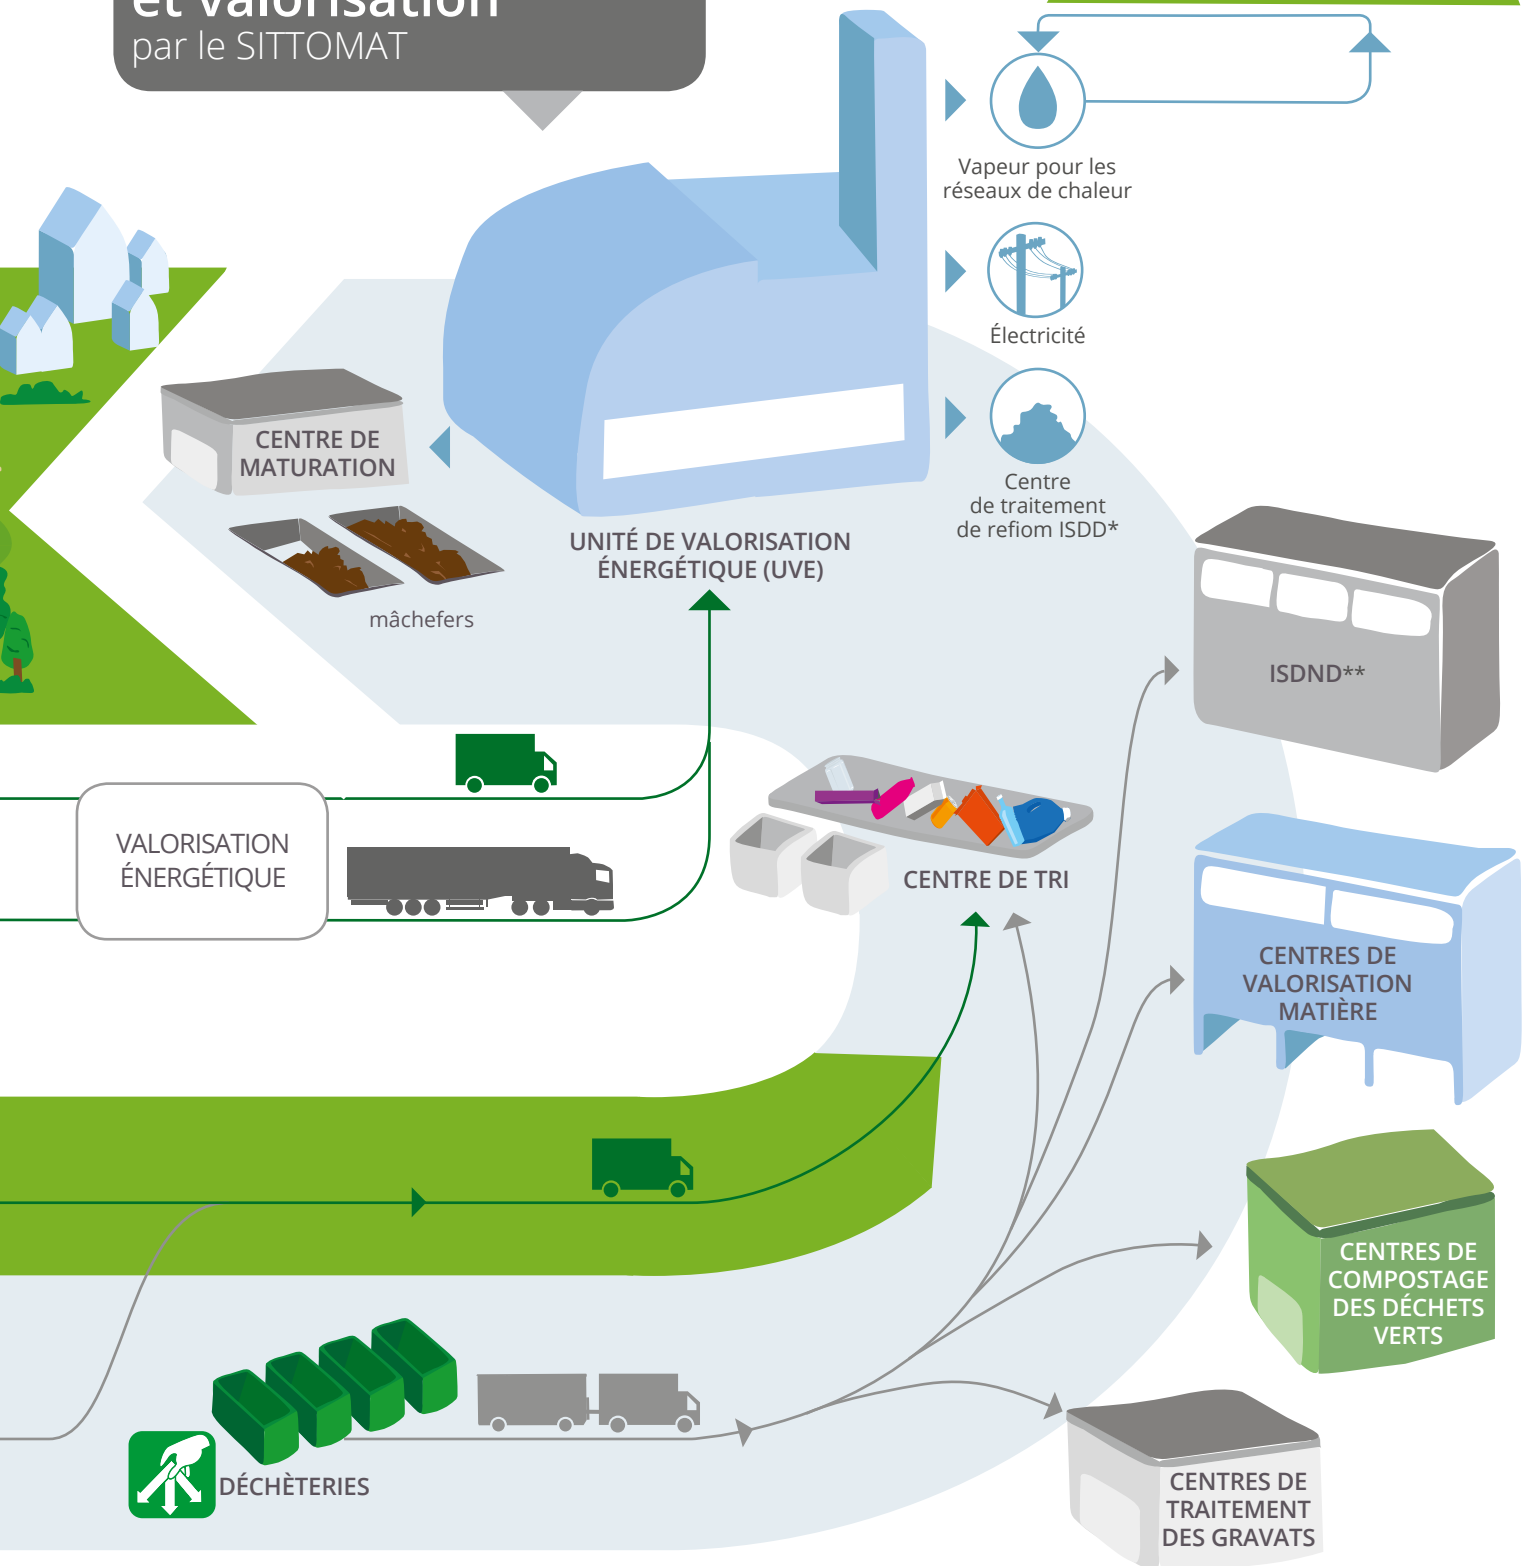 et valorisation
par le SITTOMAT
Vapeur pour les
réseaux de chaleur
Électricité
Centre
de traitement
de refiom ISDD*
CENTRE DE
MATURATION
mâchefers
UNITÉ DE VALORISATION
ÉNERGÉTIQUE (UVE)
ISDND**
VALORISATION
ÉNERGÉTIQUE
CENTRE DE TRI
CENTRES DE
VALORISATION
MATIÈRE
CENTRES DE
COMPOSTAGE
DES DÉCHETS
VERTS
DÉCHÈTERIES
CENTRES DE
TRAITEMENT
DES GRAVATS